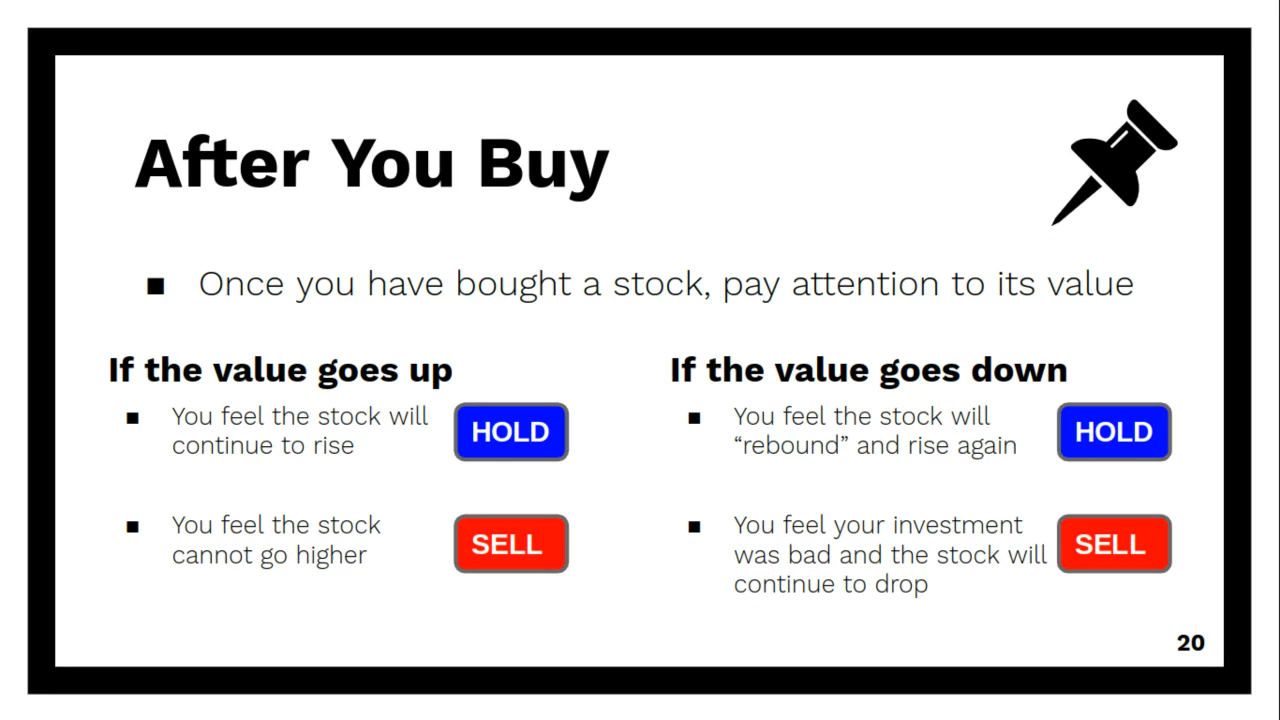 After You Buy
▪ Once you have bought a stock, pay attention to its value
If the value goes up
▪ You feel the stock will
continue to rise
HOLD
▪ You feel the stock
cannot go higher
SELL
If the value goes down
▪ You feel the stock will
“rebound” and rise again
HOLD
▪ You feel your investment
was bad and the stock will
continue to drop
SELL
20